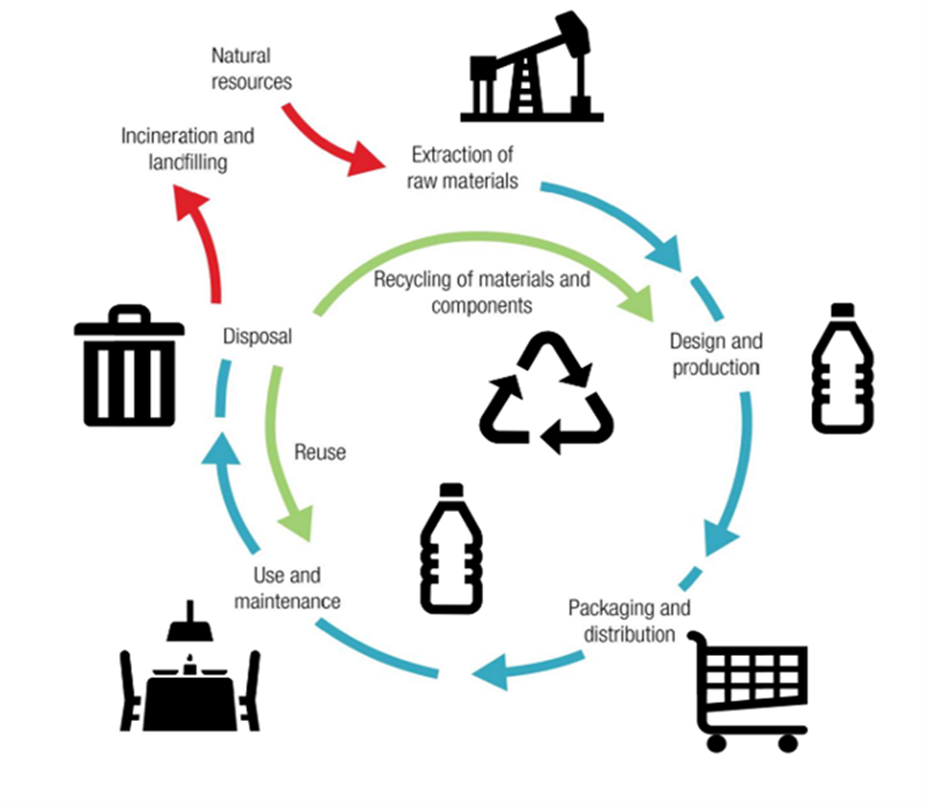 Natural
resources
Incineration and
landfilling
Extraction of
raw materials
Recycling of materials and
components
Disposal
Design and
production
Reuse
Use and
maintenance
Packaging and
distribution